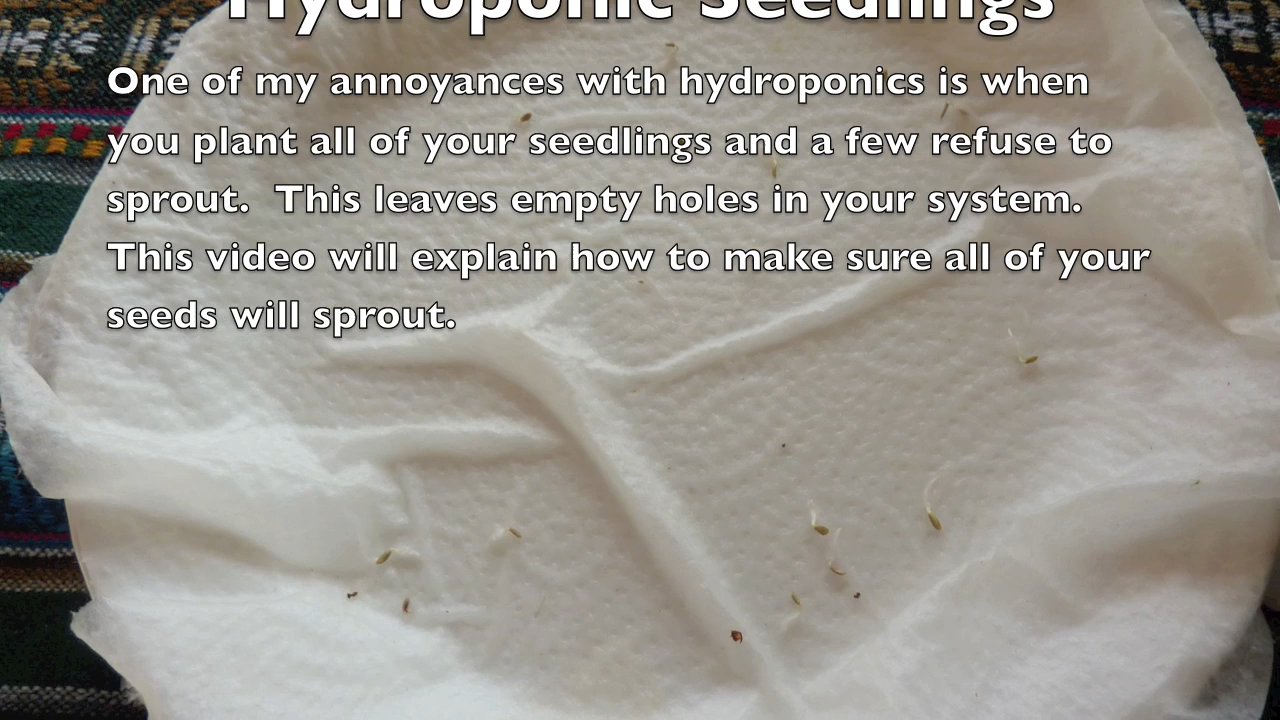 Hydroponic Seedlings
One of my annoyances with hydroponics is when
you plant all of your seedlings and a few refuse to
sprout.  This leaves empty holes in your system.
This video will explain how to make sure all of your
seeds will sprout.